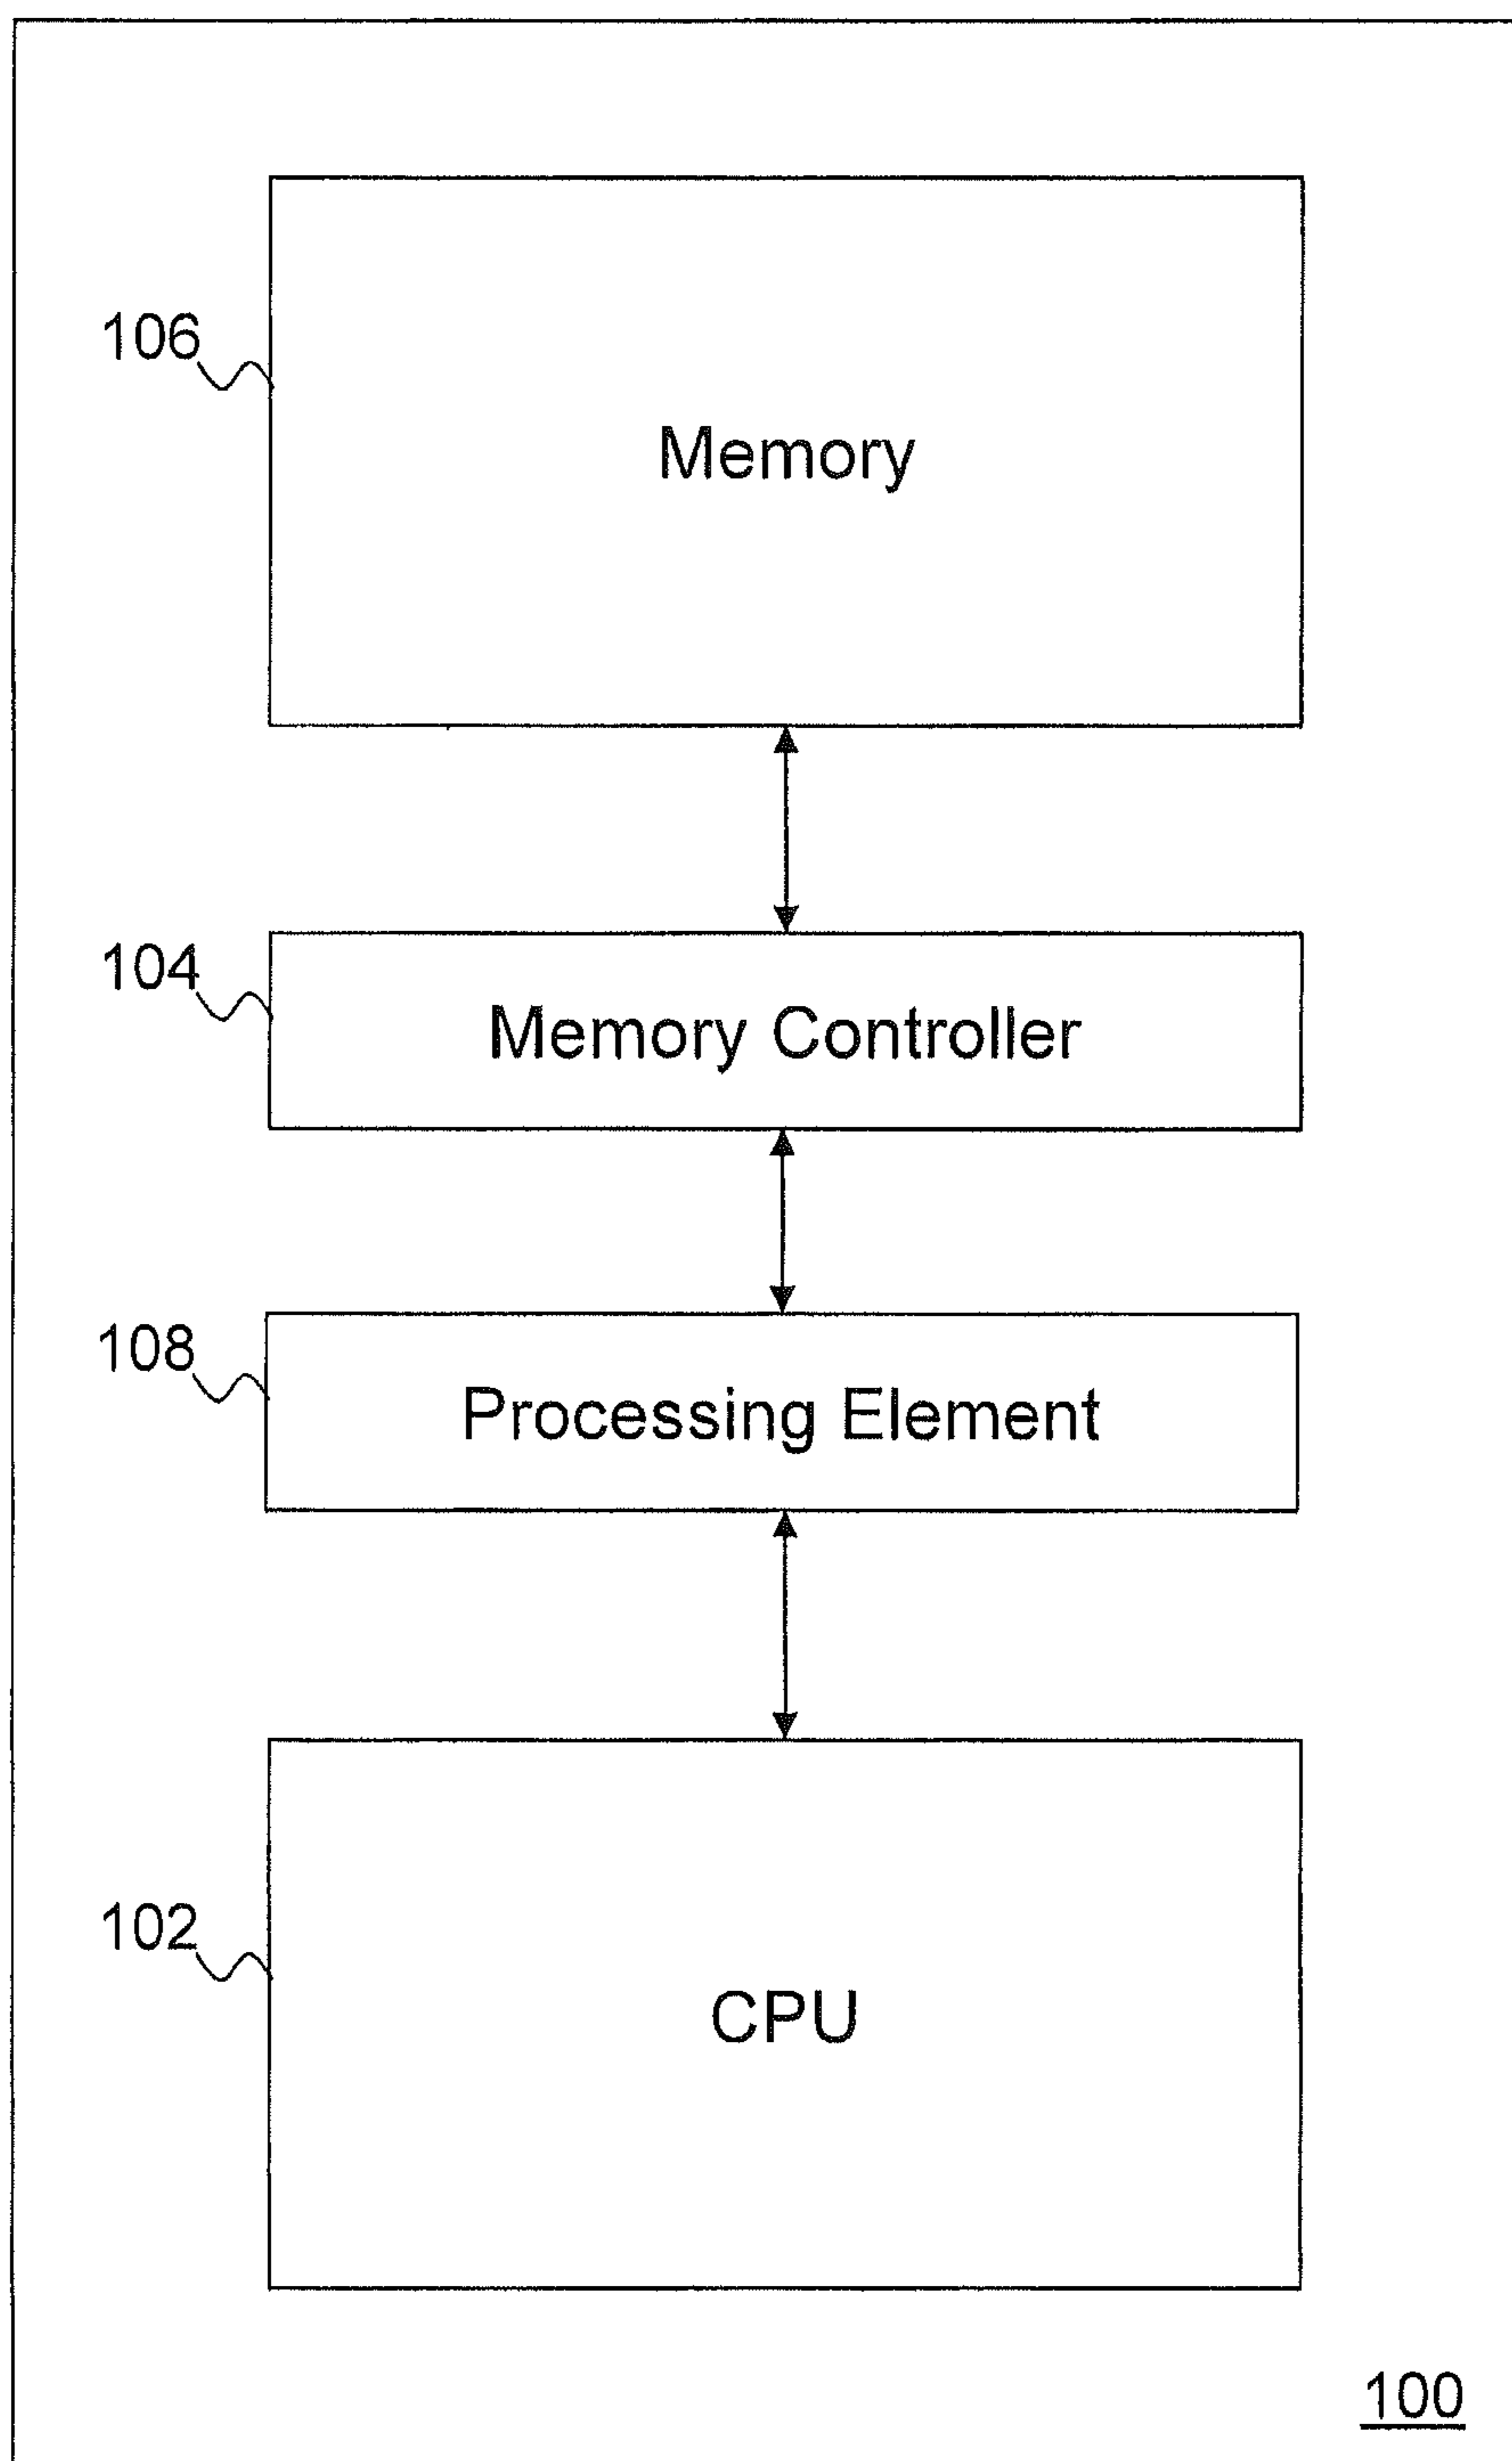 106
Memory
104
Memory Controller
108
Processing Element
102
CPU
100